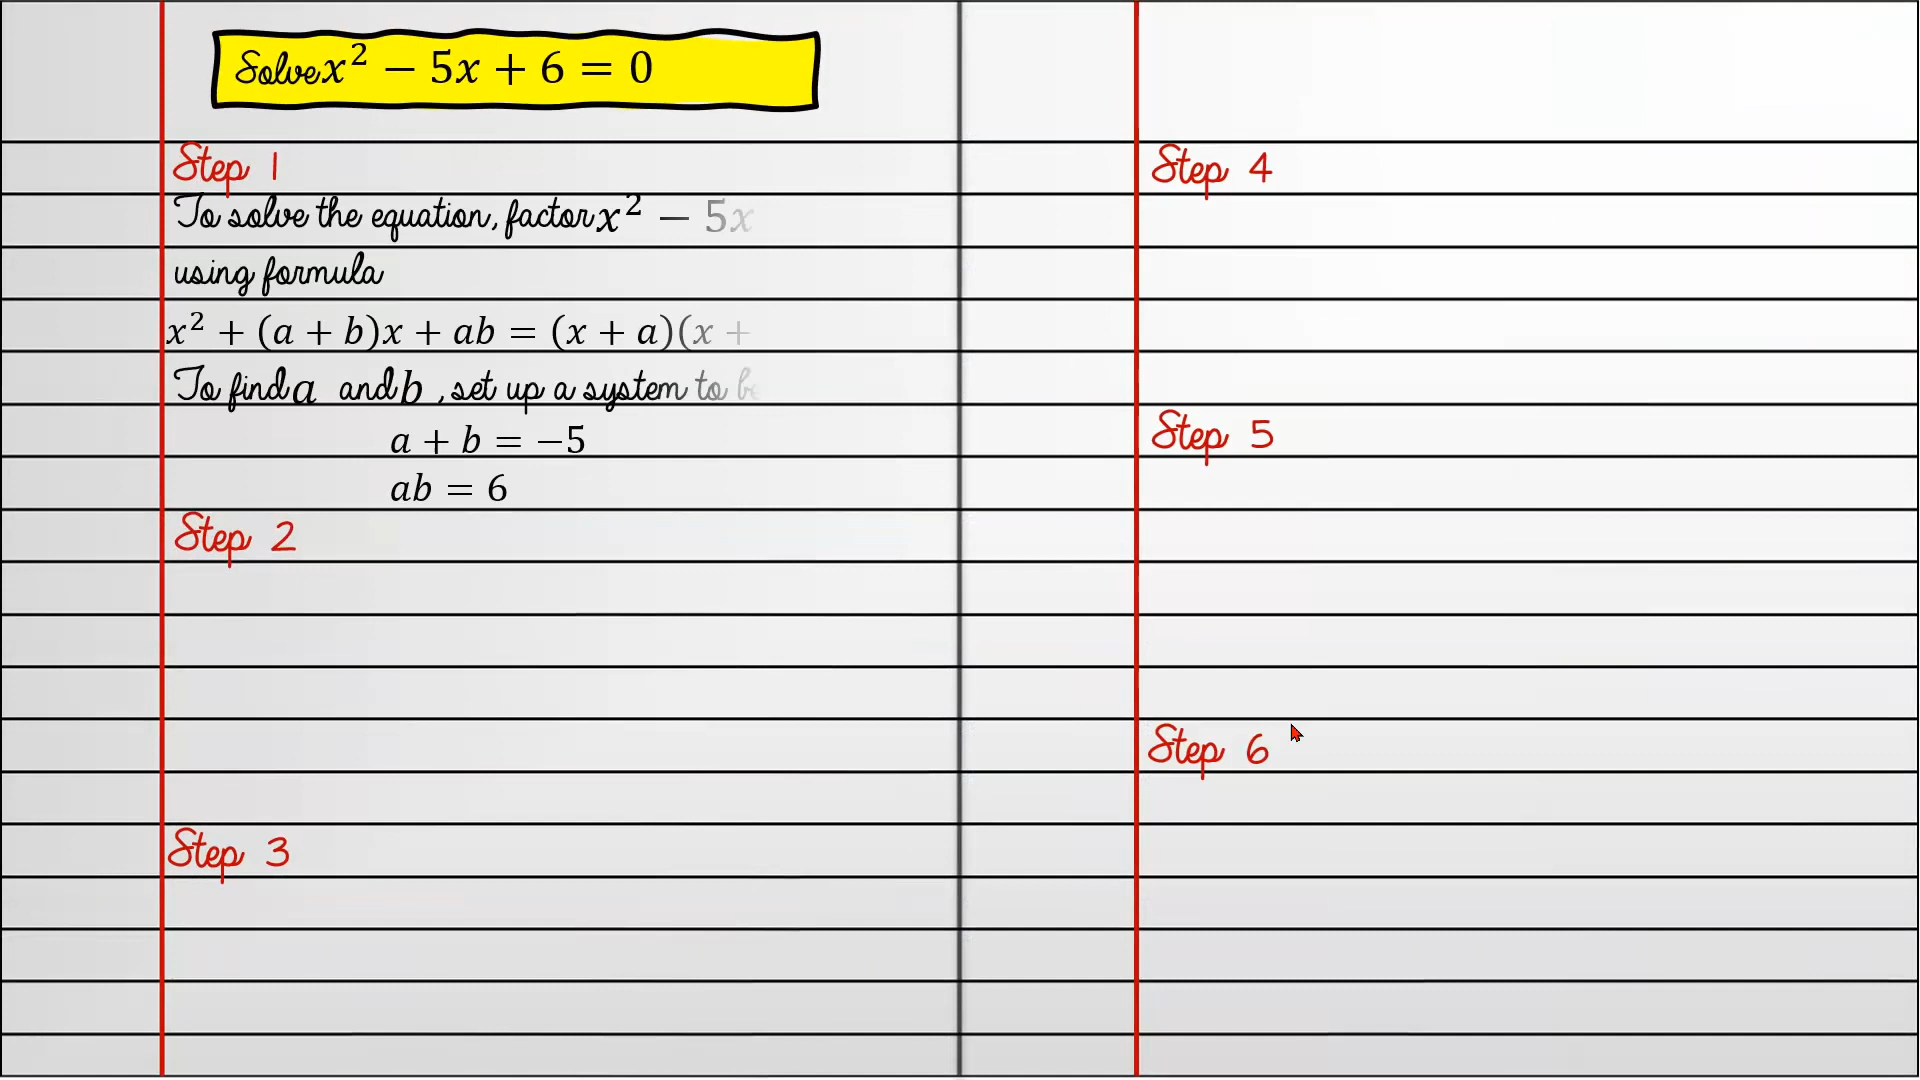 Solve x² − 5x + 6 = 0
Step 1
To solve the equation, factor x² − 5x
using formula
x² + (a + b)x + ab = (x + a)(x +
To find a and b , set up a system to be
a + b = −5
ab = 6
Step 2
Step 3
Step 4
Step 5
Step 6